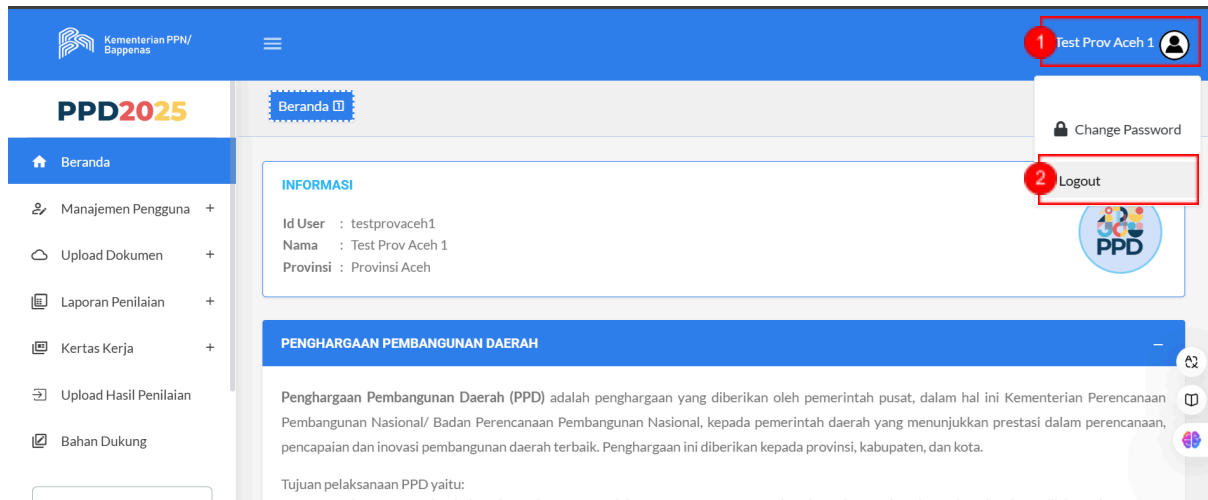 Kementerian PPN/
Bappenas
1 Test Prov Aceh 1
PPD2025
Beranda
Change Password
2 Logout
Beranda
Manajemen Pengguna +
Upload Dokumen +
Laporan Penilaian +
Kertas Kerja +
Upload Hasil Penilaian
Bahan Dukung
INFORMASI
Id User : testprovaceh1
Nama : Test Prov Aceh 1
Provinsi : Provinsi Aceh
PPD
PENGHARGAAN PEMBANGUNAN DAERAH –
Penghargaan Pembangunan Daerah (PPD) adalah penghargaan yang diberikan oleh pemerintah pusat, dalam hal ini Kementerian Perencanaan
Pembangunan Nasional/ Badan Perencanaan Pembangunan Nasional, kepada pemerintah daerah yang menunjukkan prestasi dalam perencanaan,
pencapaian dan inovasi pembangunan daerah terbaik. Penghargaan ini diberikan kepada provinsi, kabupaten, dan kota.
Tujuan pelaksanaan PPD yaitu: